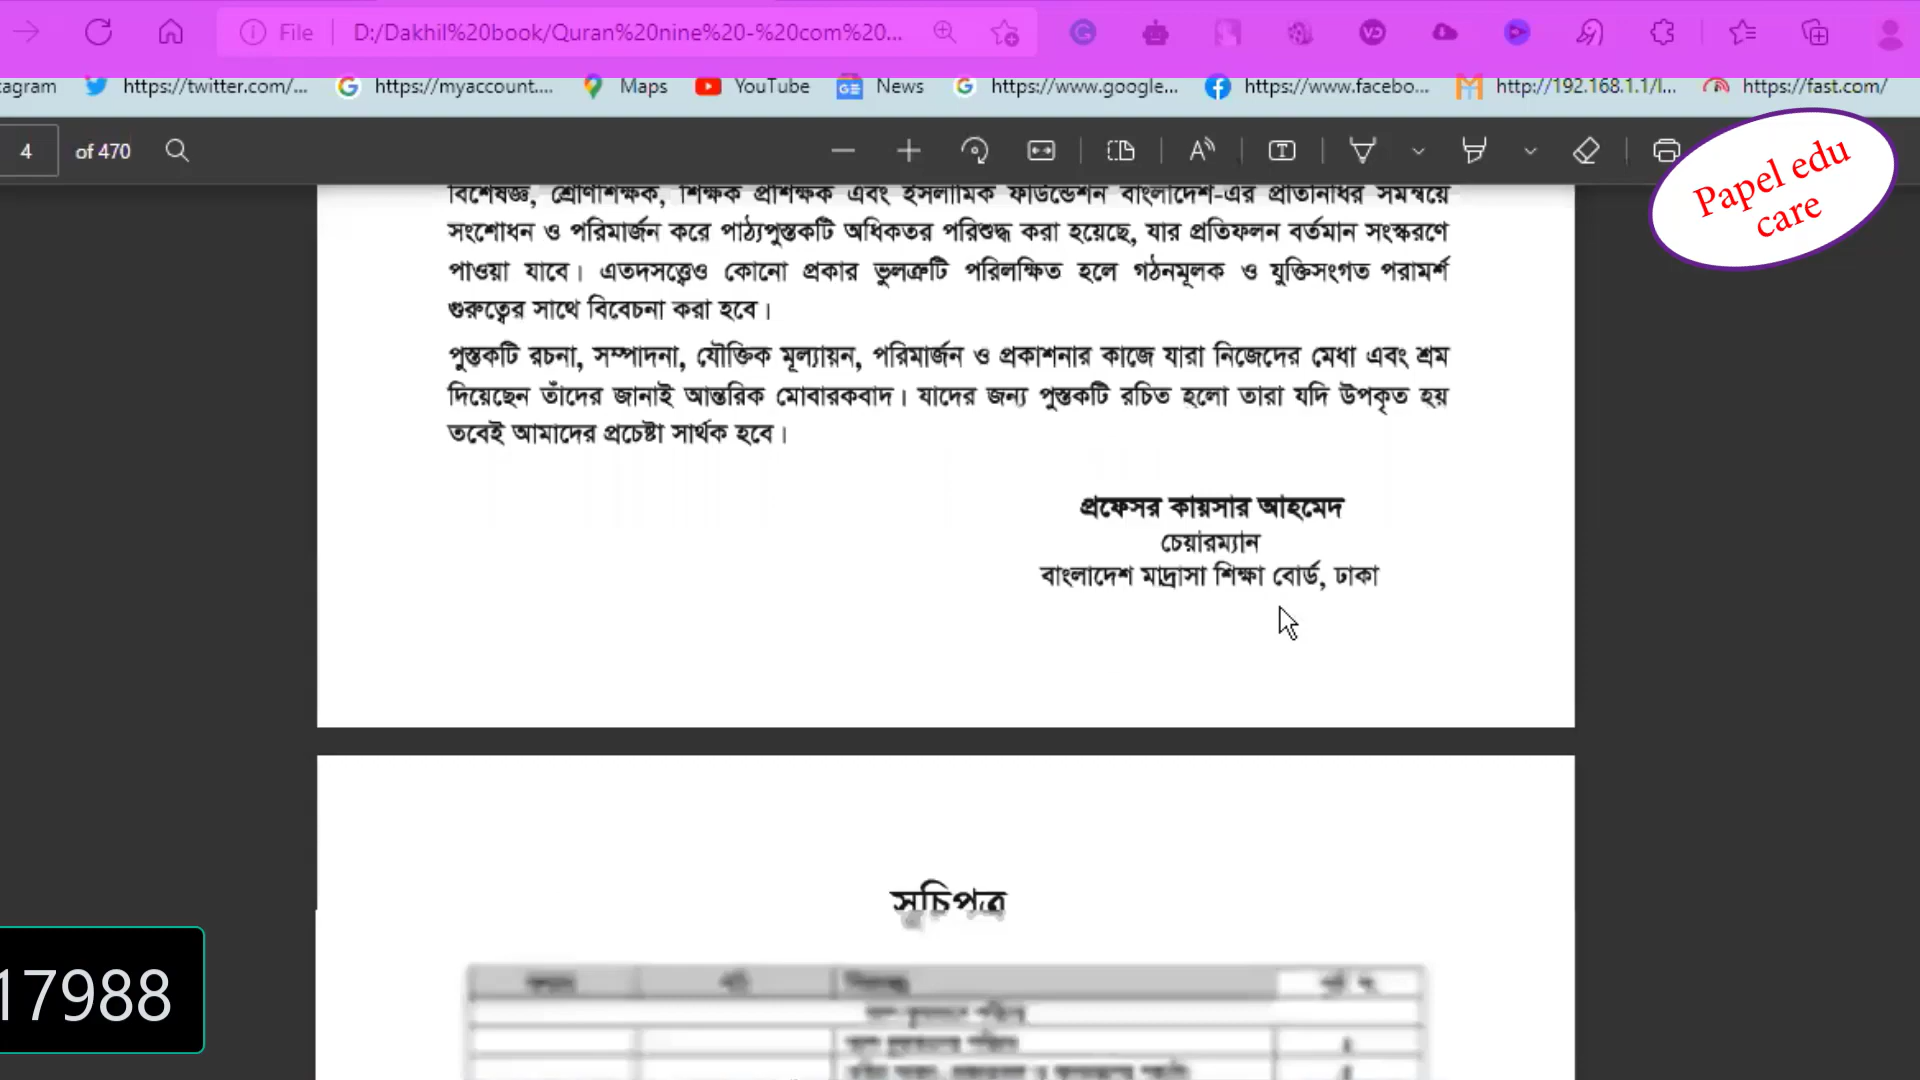 File D:/Dakhil%20book/Quran%20nine%20-%20com%20...
agram https://twitter.com/... https://myaccount.... Maps YouTube News https://www.google... https://www.facebo... http://192.168.1.1/l... https://fast.com/
4 of 470
Papel edu
care
বিশেষজ্ঞ, শ্রেণিশিক্ষক, শিক্ষক প্রশিক্ষক এবং ইসলামিক ফাউন্ডেশন বাংলাদেশ-এর প্রতিনিধির সমন্বয়ে
সংশোধন ও পরিমার্জন করে পাঠ্যপুস্তকটি অধিকতর পরিশুদ্ধ করা হয়েছে, যার প্রতিফলন বর্তমান সংস্করণে
পাওয়া যাবে। এতদসত্ত্বেও কোনো প্রকার ভুলত্রুটি পরিলক্ষিত হলে গঠনমূলক ও যুক্তিসংগত পরামর্শ
গুরুত্বের সাথে বিবেচনা করা হবে।
পুস্তকটি রচনা, সম্পাদনা, যৌক্তিক মূল্যায়ন, পরিমার্জন ও প্রকাশনার কাজে যারা নিজেদের মেধা এবং শ্রম
দিয়েছেন তাঁদের জানাই আন্তরিক মোবারকবাদ। যাদের জন্য পুস্তকটি রচিত হলো তারা যদি উপকৃত হয়
তবেই আমাদের প্রচেষ্টা সার্থক হবে।
প্রফেসর কায়সার আহমেদ
চেয়ারম্যান
বাংলাদেশ মাদ্রাসা শিক্ষা বোর্ড, ঢাকা
সূচিপত্র
17988